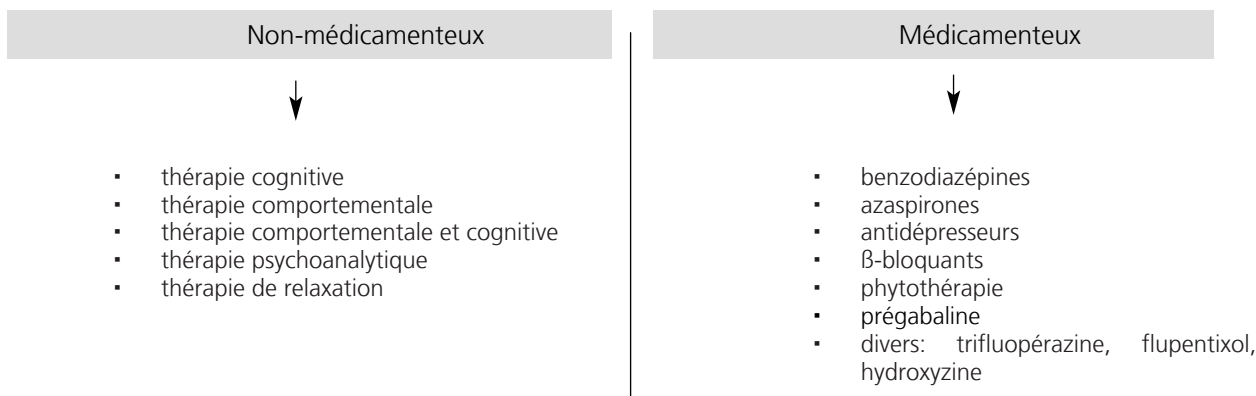 Non-médicamenteux
thérapie cognitive
thérapie comportementale
thérapie comportementale et cognitive
thérapie psychoanalytique
thérapie de relaxation
Médicamenteux
benzodiazépines
azaspirones
antidépresseurs
ß-bloquants
phytothérapie
prégabaline
divers: trifluopérazine, flupentixol,
hydroxyzine